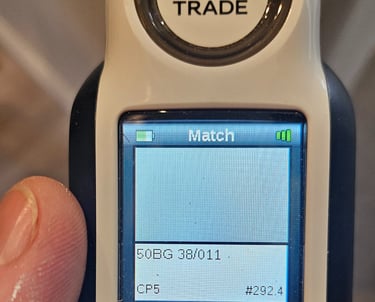 TRADE
Match
50BG 38/011
CP5 #292.4